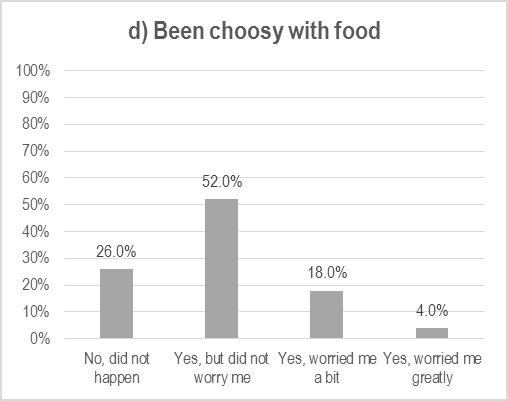 d) Been choosy with food
100%
90%
80%
70%
60%
50%
40%
30%
20%
10%
0%
26.0%
52.0%
18.0%
4.0%
No, did not
happen
Yes, but did not
worry me
Yes, worried me
a bit
Yes, worried me
greatly